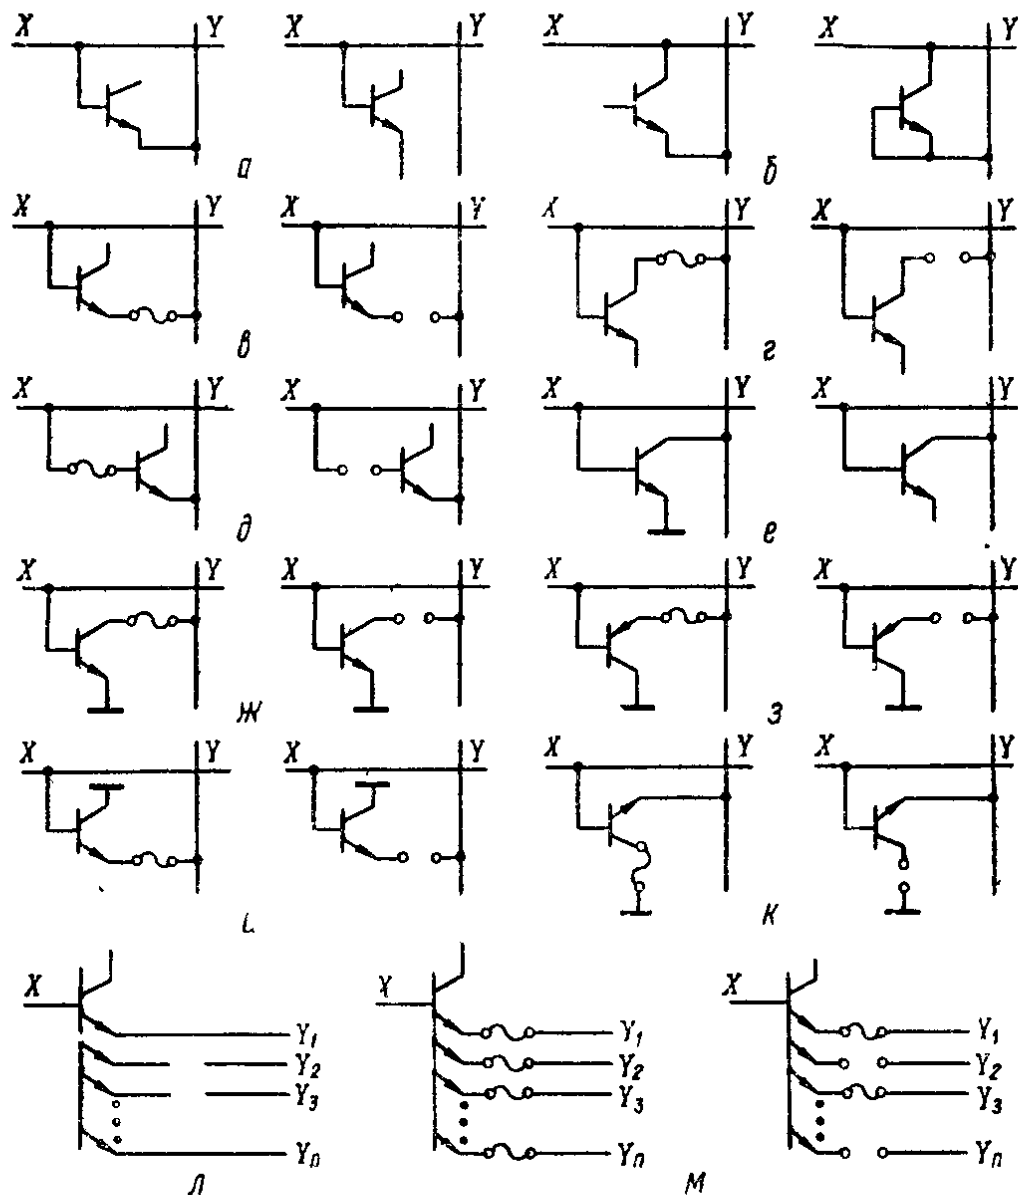 X Y X Y X Y X Y
а б
X Y X Y X Y X Y
в г
X Y X Y X Y X Y
д е
X Y X Y X Y X Y
ж з
X Y X Y X Y X Y
к
X Y₁ X Y₁ X Y₁
Y₂ Y₂ Y₂
Y₃ Y₃ Y₃
Yₙ Yₙ Yₙ
л м